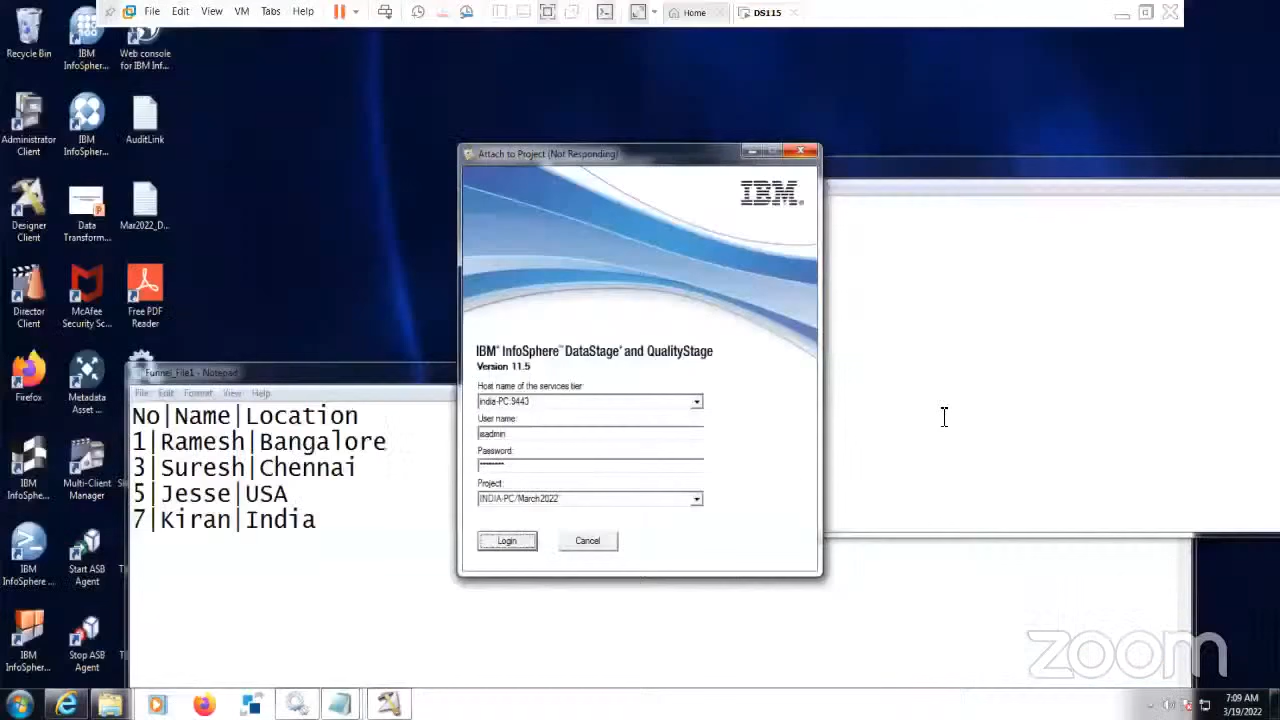 File Edit View VM Tabs Help
Home
DS115
Recycle Bin
IBM InfoSpher...
Web console for IBM Inf...
Administrator Client
IBM InfoSpher...
AuditLink
Designer Client
Data Transform...
Mar2022_D...
Director Client
McAfee Security Sc...
Free PDF Reader
Firefox
Metadata Asset ...
IBM InfoSpher...
Multi-Client Manager
IBM InfoSphere ...
Start ASB Agent
IBM InfoSpher...
Stop ASB Agent
Attach to Project (Not Responding)
IBM
IBM® InfoSphere™ DataStage® and QualityStage
Version 11.5
Host name of the services tier:
india-PC:9443
User name:
isadmin
Password:
********
Project:
INDIA-PC/March2022
Login Cancel
Funnel_File1 - Notepad
File Edit Format View Help
No|Name|Location
1|Ramesh|Bangalore
3|Suresh|Chennai
5|Jesse|USA
7|Kiran|India
zoom
7:09 AM
3/19/2022